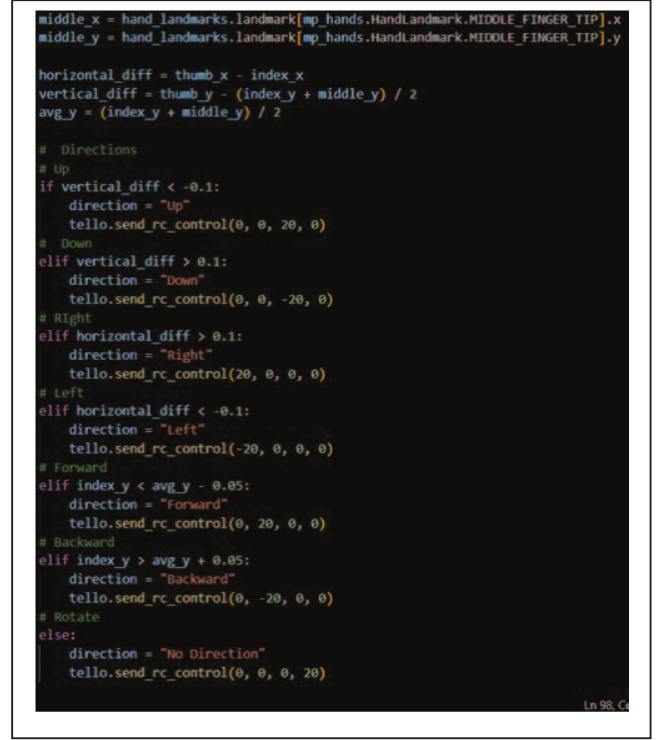 middle_x = hand_landmarks.landmark[mp_hands.HandLandmark.MIDDLE_FINGER_TIP].x
middle_y = hand_landmarks.landmark[mp_hands.HandLandmark.MIDDLE_FINGER_TIP].y
horizontal_diff = thumb_x - index_x
vertical_diff = thumb_y - (index_y + middle_y) / 2
avg_y = (index_y + middle_y) / 2
#  Directions
# Up
if vertical_diff < -0.1:
    direction = "Up"
    tello.send_rc_control(0, 0, 20, 0)
#  Down
elif vertical_diff > 0.1:
    direction = "Down"
    tello.send_rc_control(0, 0, -20, 0)
# RIght
elif horizontal_diff > 0.1:
    direction = "Right"
    tello.send_rc_control(20, 0, 0, 0)
# Left
elif horizontal_diff < -0.1:
    direction = "Left"
    tello.send_rc_control(-20, 0, 0, 0)
# Forward
elif index_y < avg_y - 0.05:
    direction = "Forward"
    tello.send_rc_control(0, 20, 0, 0)
# Backward
elif index_y > avg_y + 0.05:
    direction = "Backward"
    tello.send_rc_control(0, -20, 0, 0)
# Rotate
else:
    direction = "No Direction"
    tello.send_rc_control(0, 0, 0, 20)
Ln 98, C